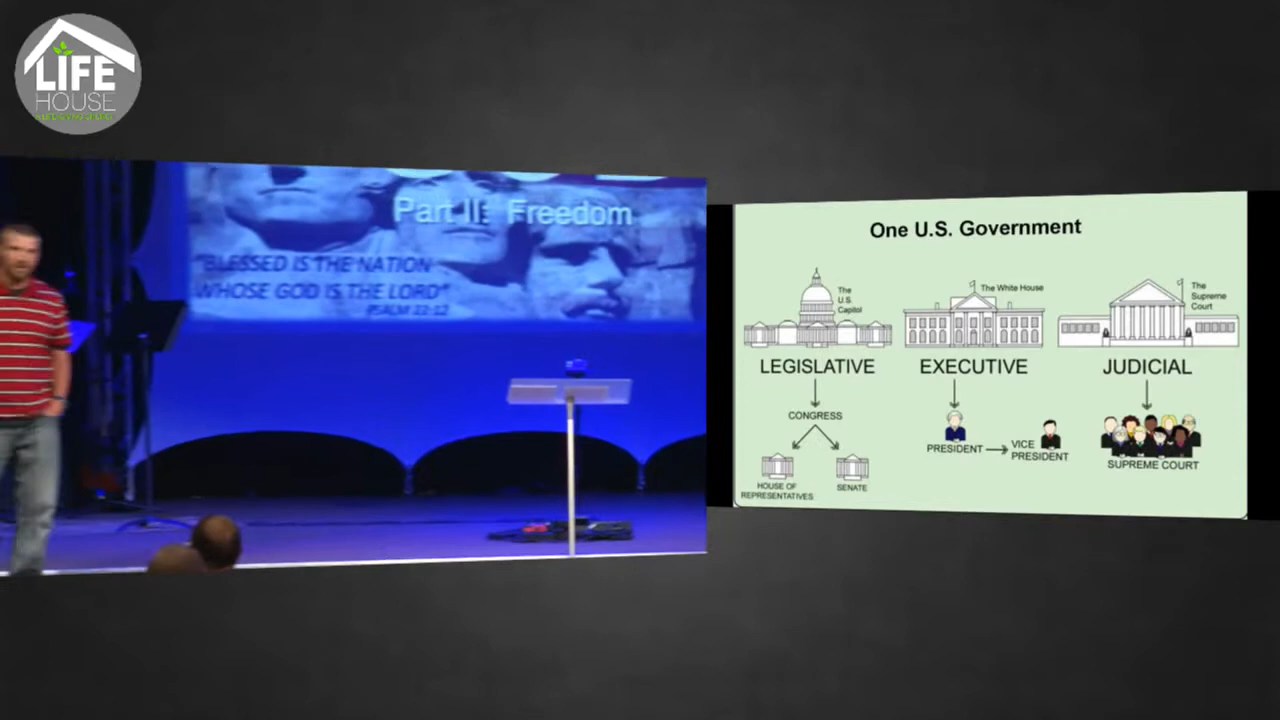 LIFE
HOUSE
Part II: Freedom
"BLESSED IS THE NATION
WHOSE GOD IS THE LORD"
PSALM 22:12
One U.S. Government
The
U.S.
Capitol
The White House
The
Supreme
Court
LEGISLATIVE
EXECUTIVE
JUDICIAL
CONGRESS
PRESIDENT
VICE
PRESIDENT
SUPREME COURT
HOUSE OF
REPRESENTATIVES
SENATE